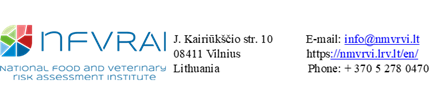 NFVRAI
NATIONAL FOOD AND VETERINARY
RISK ASSESSMENT INSTITUTE
J. Kairiūkščio str. 10
08411 Vilnius
Lithuania
E-mail: info@nmvrvi.lt
https://nmvrvi.lrv.lt/en/
Phone: + 370 5 278 0470